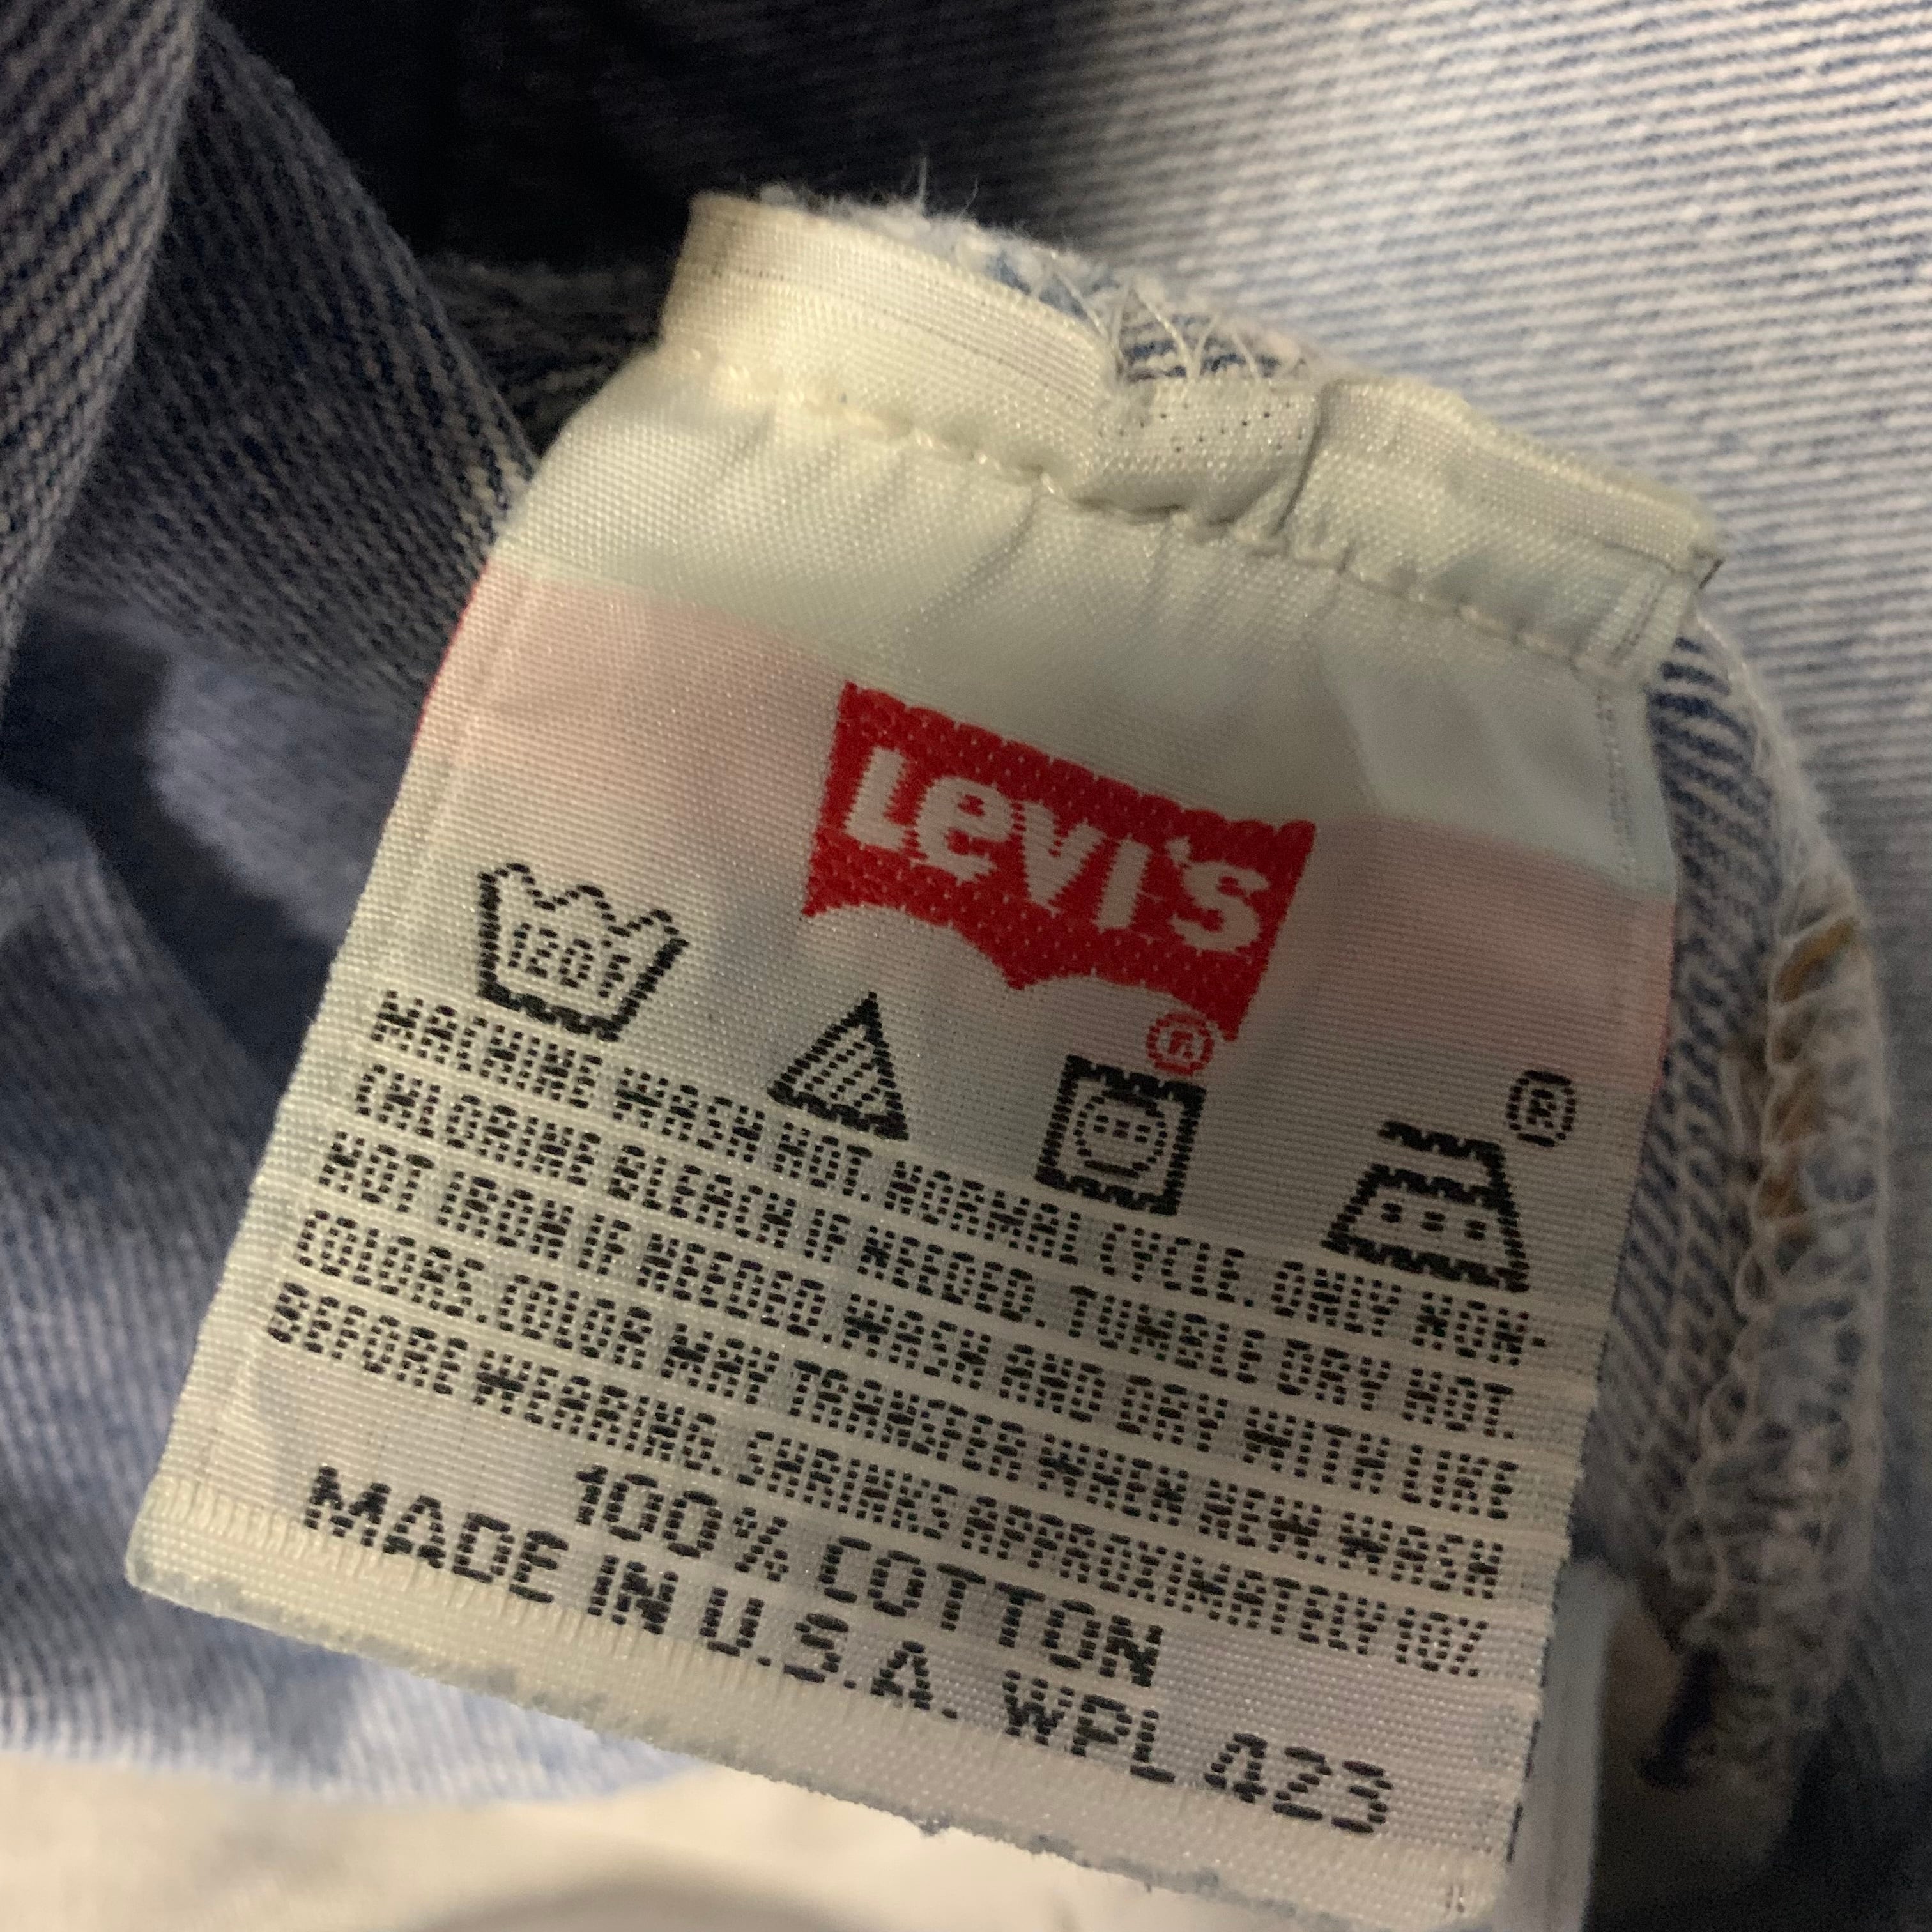 Levi's
®
120°F
®
MACHINE WASH HOT. NORMAL CYCLE. ONLY NON-
CHLORINE BLEACH IF NEEDED. TUMBLE DRY HOT.
HOT IRON IF NEEDED. WASH AND DRY WITH LIKE
COLORS. COLOR MAY TRANSFER WHEN NEW. WASH
BEFORE WEARING. SHRINKS APPROXIMATELY 10%
100% COTTON
MADE IN U.S.A. WPL 423